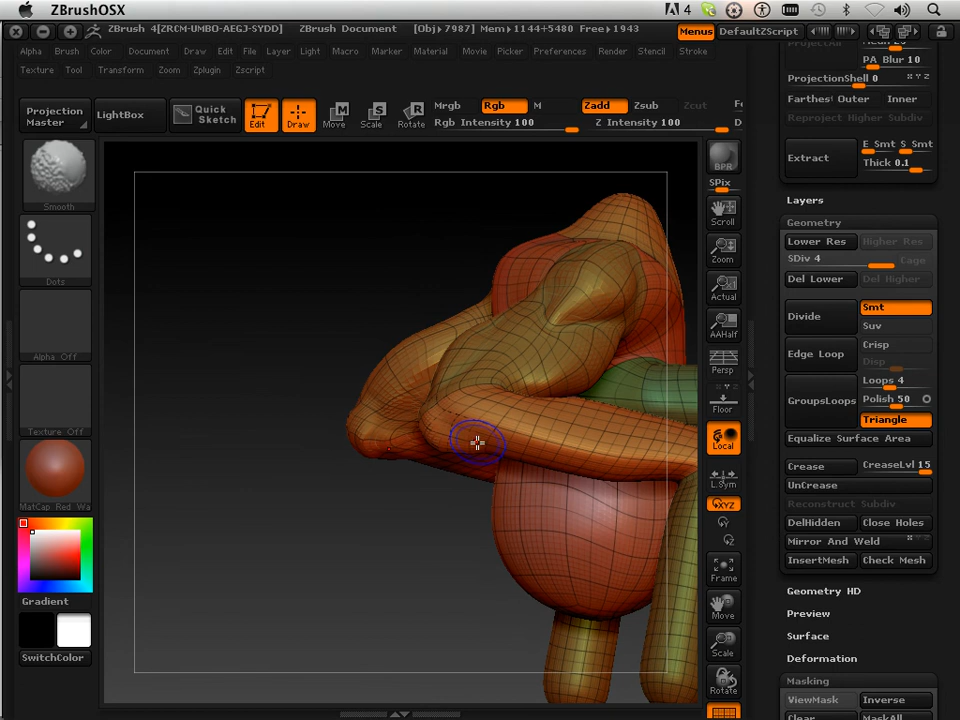 ZBrushOSX
4
ZBrush 4[ZRCM-UMBO-AEGJ-SYDD] ZBrush Document [Obj▸7987] Mem▸1144+5480 Free▸1943 Menus DefaultZScript
Alpha Brush Color Document Draw Edit File Layer Light Macro Marker Material Movie Picker Preferences Render Stencil Stroke
Texture Tool Transform Zoom Zplugin Zscript
Projection Master
LightBox
Quick Sketch
Edit Draw Move Scale Rotate
Mrgb Rgb M Zadd Zsub Zcut
Rgb Intensity 100 Z Intensity 100
Smooth
Dots
Alpha Off
Texture Off
MatCap Red Wa
Gradient
SwitchColor
BPR
SPix
Scroll
Zoom
Actual
AAHalf
Persp
Floor
Local
L.Sym
XYZ
Frame
Move
Scale
Rotate
PA Blur 10
ProjectionShell 0
Farthest Outer Inner
Reproject Higher Subdiv
Extract E Smt S Smt
Thick 0.1
Layers
Geometry
Lower Res Higher Res
SDiv 4 Cage
Del Lower Del Higher
Divide Smt
Suv
Edge Loop Crisp
Disp
GroupsLoops Loops 4
Polish 50
Triangle
Equalize Surface Area
Crease CreaseLvl 15
UnCrease
Reconstruct Subdiv
DelHidden Close Holes
Mirror And Weld
InsertMesh Check Mesh
Geometry HD
Preview
Surface
Deformation
Masking
ViewMask Inverse
Clear MaskAll